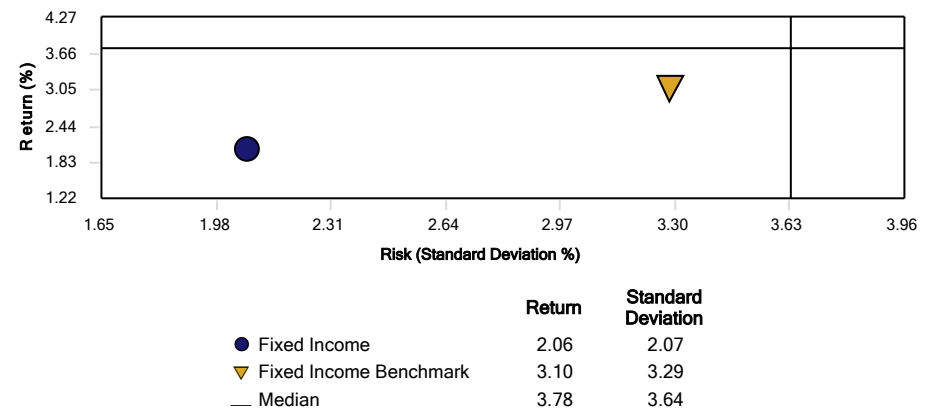 4.27
3.66
3.05
2.44
1.83
1.22
Return (%)
1.65 1.98 2.31 2.64 2.97 3.30 3.63 3.96
Risk (Standard Deviation %)
Return Standard Deviation
Fixed Income 2.06 2.07
Fixed Income Benchmark 3.10 3.29
Median 3.78 3.64